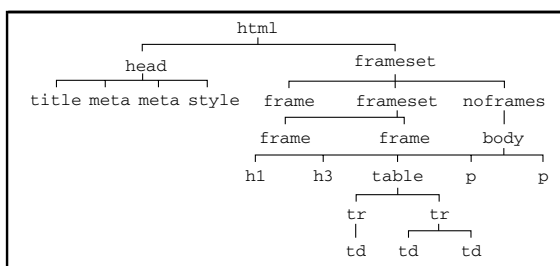 html
head frameset
title meta meta style frame frameset noframes
frame frame body
h1 h3 table p p
tr tr
td td td